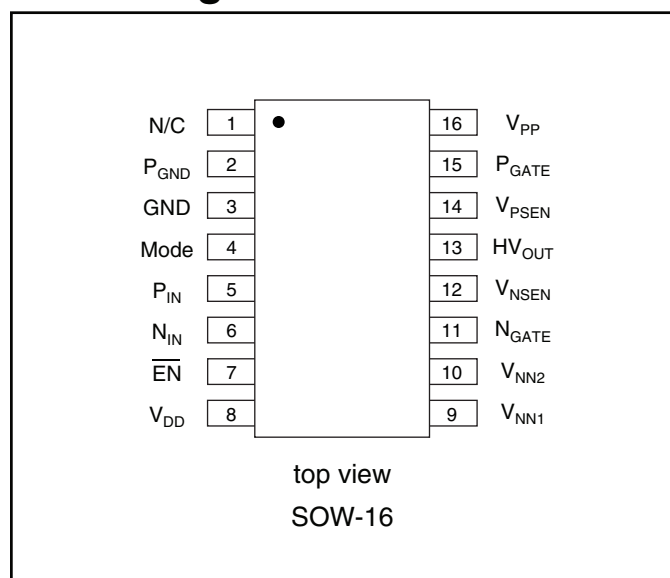 g
N/C 1 16 VPP
PGND 2 15 PGATE
GND 3 14 VPSEN
Mode 4 13 HVOUT
PIN 5 12 VNSEN
NIN 6 11 NGATE
EN 7 10 VNN2
VDD 8 9 VNN1
top view
SOW-16